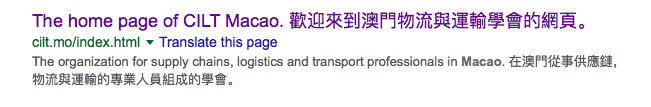 The home page of CILT Macao. 歡迎來到澳門物流與運輸學會的網頁。
cilt.mo/index.html ▼ Translate this page
The organization for supply chains, logistics and transport professionals in Macao. 在澳門從事供應鏈,
物流與運輸的專業人員組成的學會。